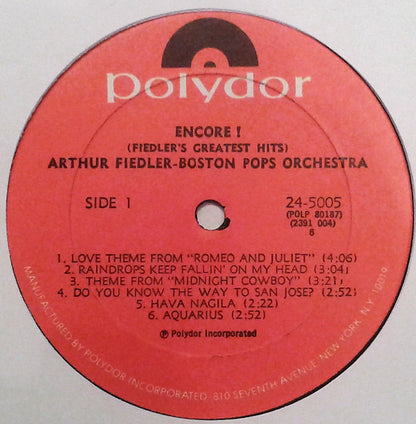 polydor
ENCORE !
(FIEDLER'S GREATEST HITS)
ARTHUR FIEDLER-BOSTON POPS ORCHESTRA
SIDE 1
24-5005
(POLP 80187)
(2391 004)
6
1. LOVE THEME FROM "ROMEO AND JULIET" (4:06)
2. RAINDROPS KEEP FALLIN' ON MY HEAD (3:04)
3. THEME FROM "MIDNIGHT COWBOY" (3:21)
4. DO YOU KNOW THE WAY TO SAN JOSE? (2:52)
5. HAVA NAGILA (2:22)
6. AQUARIUS (2:52)
℗ Polydor Incorporated
MANUFACTURED BY POLYDOR INCORPORATED · 810 SEVENTH AVENUE · NEW YORK, N.Y. 10019